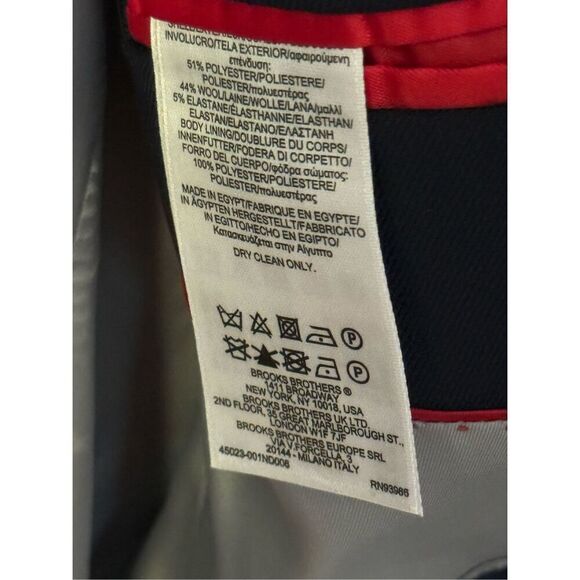 SHELL/EXTERIEUR/
INVOLUCRO/TELA EXTERIOR/αφαιρούμενη
επένδυση:
51% POLYESTER/POLIESTERE/
POLIESTER/πολυεστέρας
44% WOOL/LAINE/WOLLE/LANA/μαλλί
5% ELASTANE/ÉLASTHANNE/ELASTHAN/
ELASTAN/ELASTANO/ΕΛΑΣΤΑΝΗ
BODY LINING/DOUBLURE DU CORPS/
INNENFUTTER/FODERA DI CORPETTO/
FORRO DEL CUERPO/φόδρα σώματος:
100% POLYESTER/POLIESTERE/
POLIESTER/πολυεστέρας
MADE IN EGYPT/FABRIQUE EN EGYPTE/
IN ÄGYPTEN HERGESTELLT/FABBRICATO
IN EGITTO/HECHO EN EGIPTO/
Κατασκευάζεται στην Αίγυπτο
DRY CLEAN ONLY.
P
P
BROOKS BROTHERS ®
1411 BROADWAY
NEW YORK, NY 10018, USA
BROOKS BROTHERS UK LTD
2ND FLOOR, 35 GREAT MARLBOROUGH ST.,
LONDON W1F 7JF
BROOKS BROTHERS EUROPE SRL
VIA V.FORCELLA, 3
20144 - MILANO ITALY
45023-001ND006
RN93986